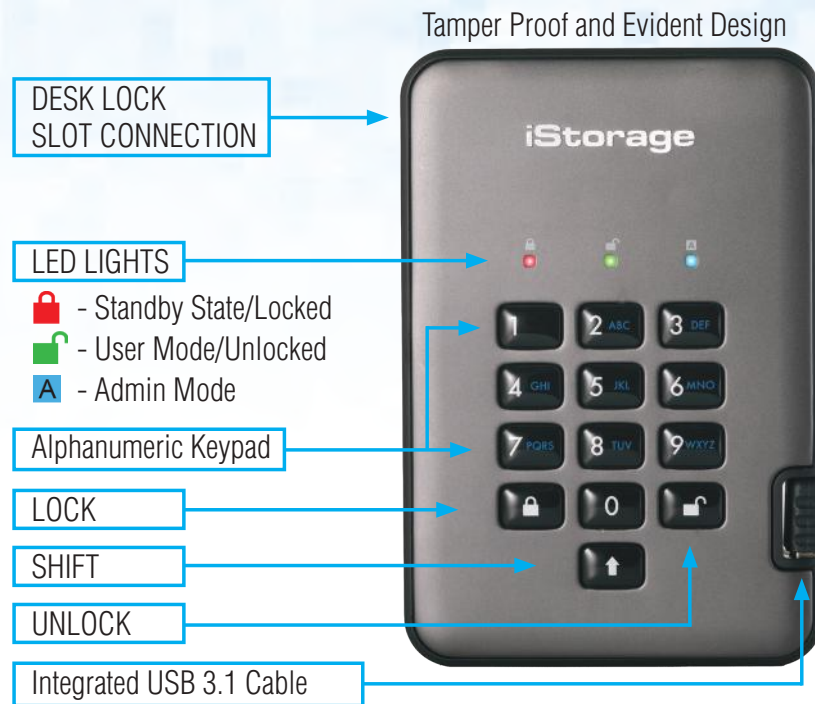 Tamper Proof and Evident Design
DESK LOCK
SLOT CONNECTION
iStorage
LED LIGHTS
- Standby State/Locked
- User Mode/Unlocked
A - Admin Mode
A
1
2 ABC
3 DEF
4 GHI
5 JKL
6 MNO
Alphanumeric Keypad
7 PQRS
8 TUV
9 WXYZ
LOCK
0
SHIFT
UNLOCK
Integrated USB 3.1 Cable